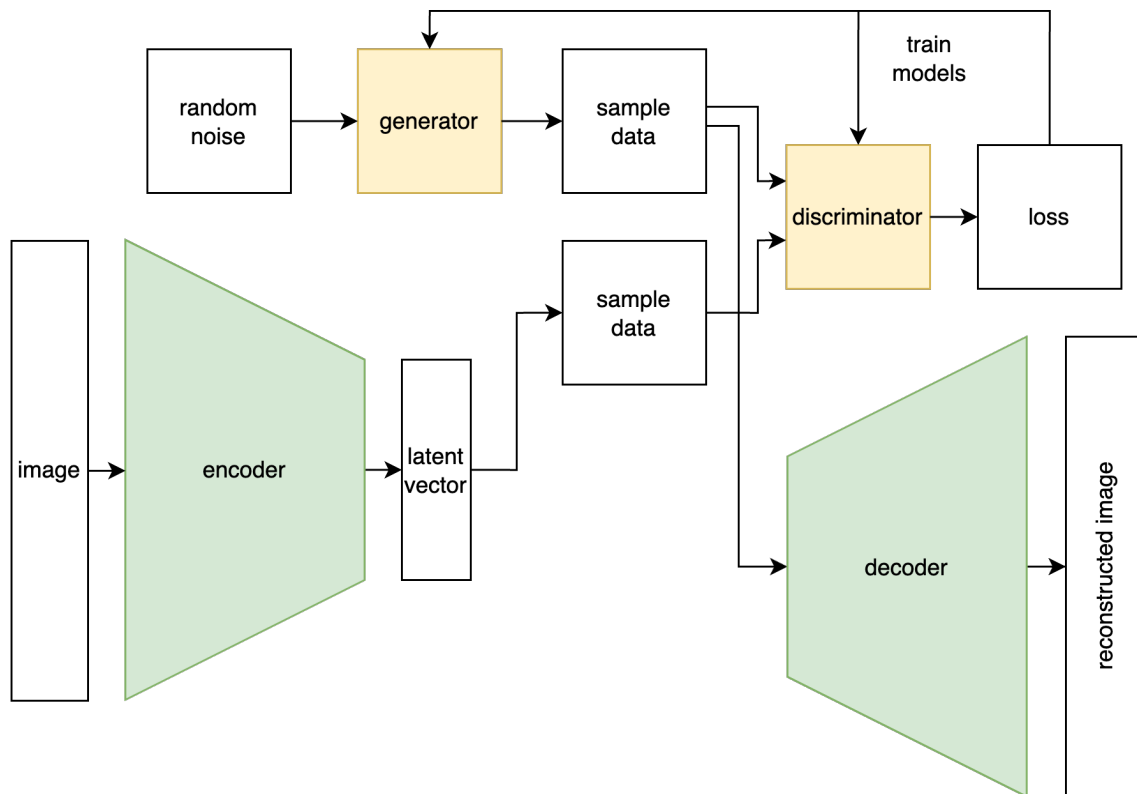 random
noise
generator
sample
data
train
models
discriminator
loss
image
encoder
latent
vector
sample
data
decoder
reconstructed image